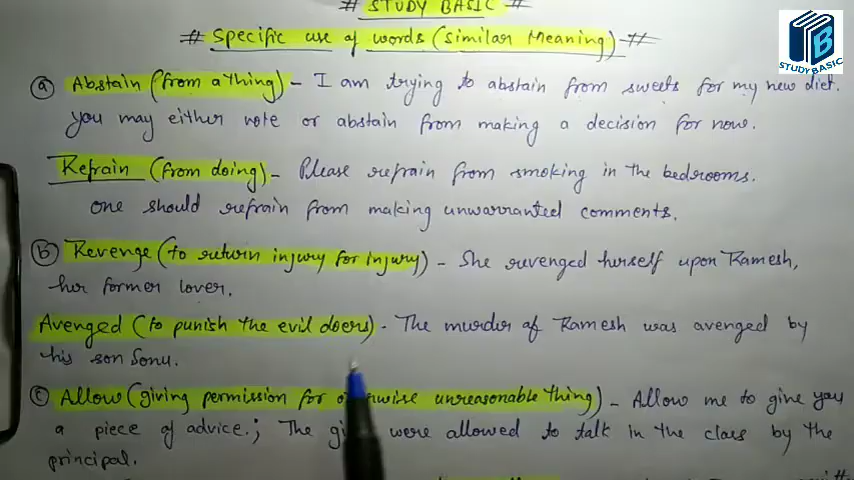 # STUDY BASIC #
# Specific use of words (similar Meaning) #
STUDY BASIC
(a) Abstain (from a thing) - I am trying to abstain from sweets for my new diet.
you may either vote or abstain from making a decision for now.
Refrain (from doing) - Please refrain from smoking in the bedrooms.
one should refrain from making unwarranted comments.
(b) Revenge (to return injury for injury) - She revenged herself upon Ramesh,
her former lover.
Avenged (to punish the evil doers) - The murder of Ramesh was avenged by
his son Sonu.
(c) Allow (giving permission for unreasonable thing) - Allow me to give you
a piece of advice.; The were allowed to talk in the class by the
principal.